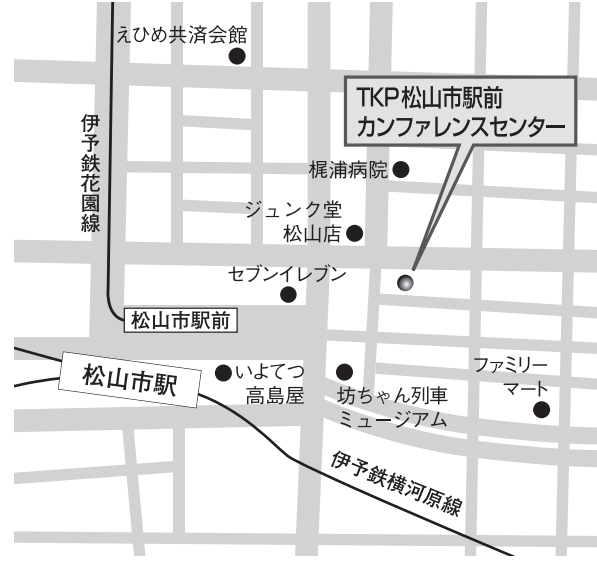 えひめ共済会館
TKP松山市駅前
カンファレンスセンター
伊予鉄花園線
梶浦病院
ジュンク堂
松山店
セブンイレブン
松山市駅前
松山市駅
いよてつ
高島屋
坊ちゃん列車
ミュージアム
ファミリー
マート
伊予鉄横河原線